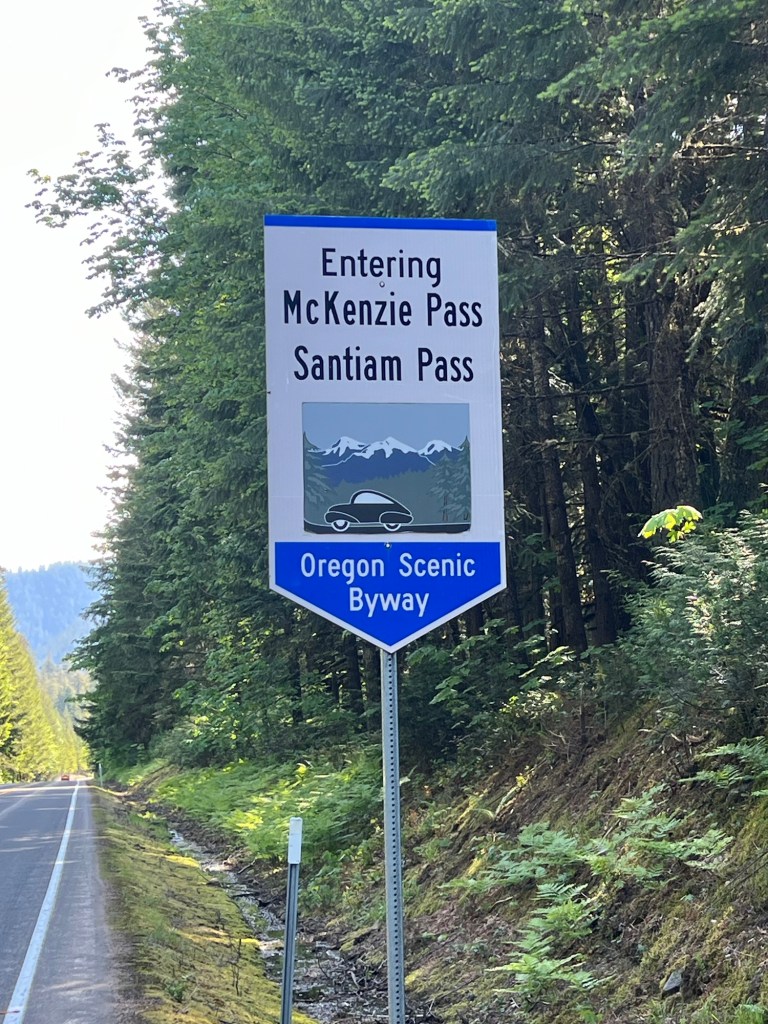 Entering
McKenzie Pass
Santiam Pass
Oregon Scenic
Byway